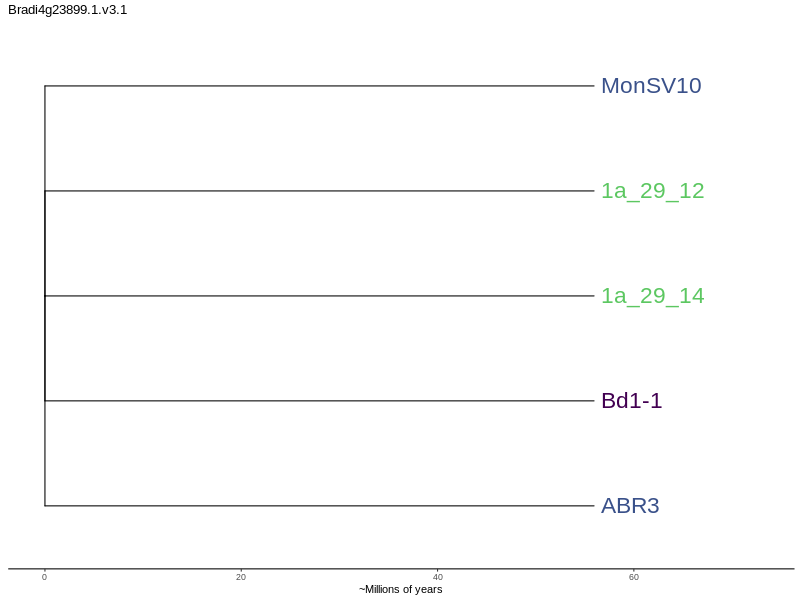 Bradi4g23899.1.v3.1
MonSV10
1a_29_12
1a_29_14
Bd1-1
ABR3
0 20 40 60
~Millions of years